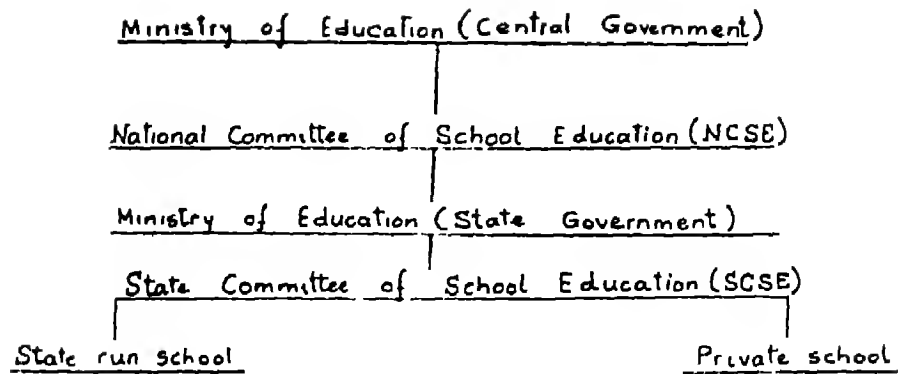 Ministry of Education (Central Government)
National Committee of School Education (NCSE)
Ministry of Education (State Government)
State Committee of School Education (SCSE)
State run school
Private school